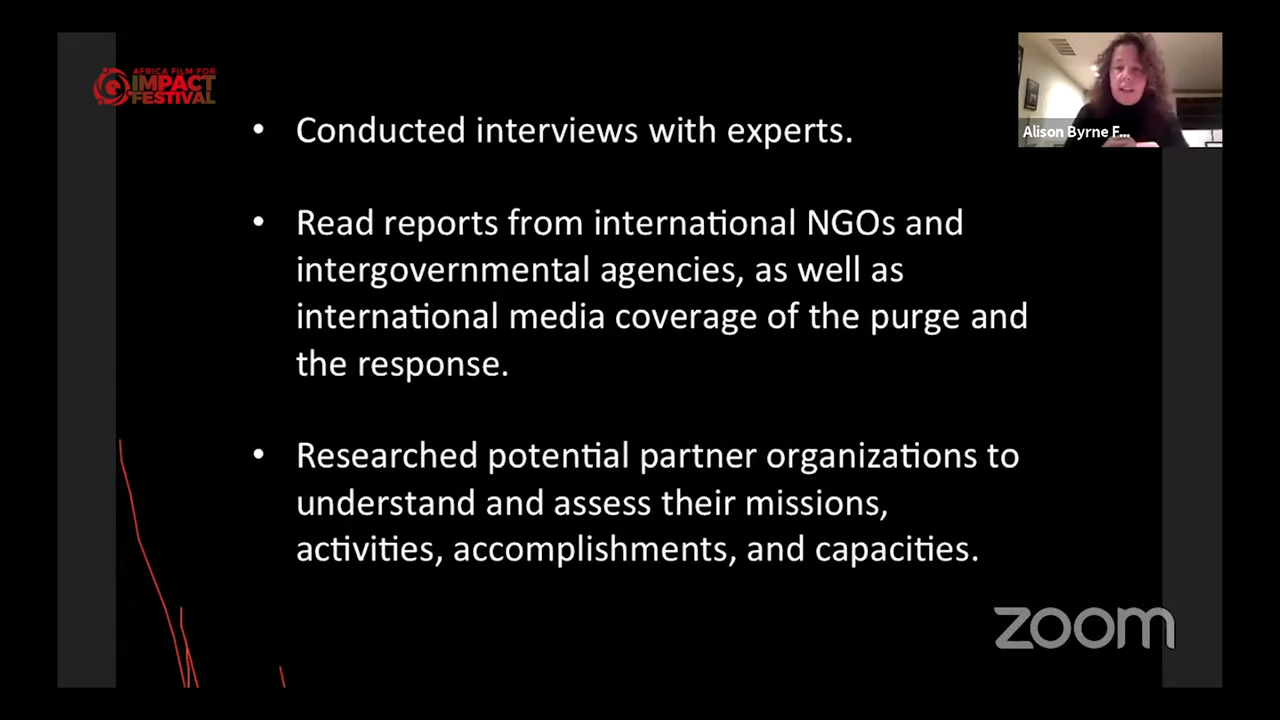 AFRICA FILM FOR
IMPACT
FESTIVAL
Alison Byrne F...
• Conducted interviews with experts.
• Read reports from international NGOs and
intergovernmental agencies, as well as
international media coverage of the purge and
the response.
• Researched potential partner organizations to
understand and assess their missions,
activities, accomplishments, and capacities.
zoom